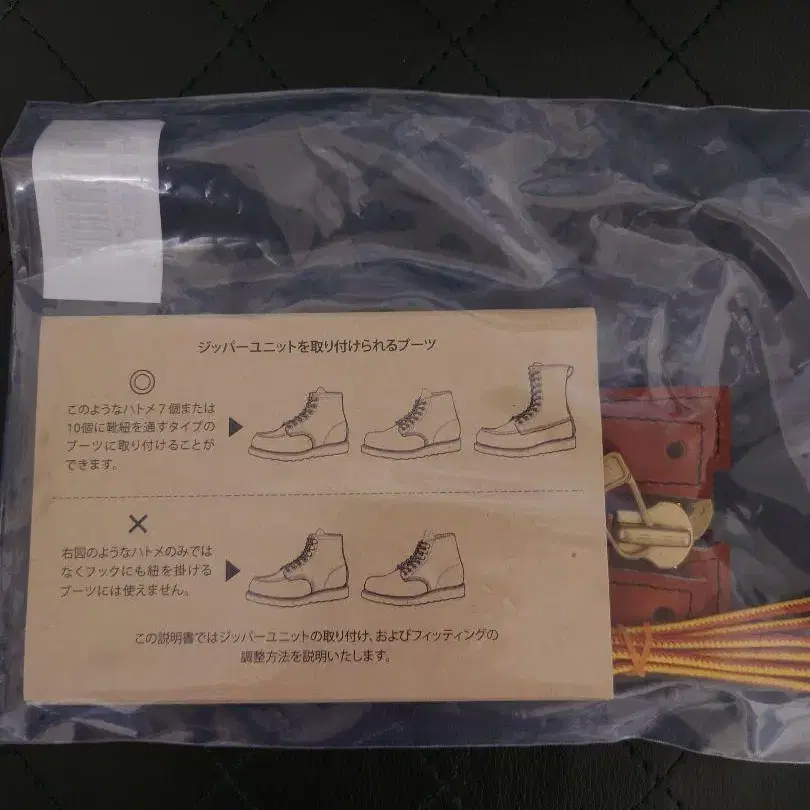 ジッパーユニットを取り付けられるブーツ
◎
このようなハトメ7個または
10個に靴紐を通すタイプの
ブーツに取り付けることが
できます。
×
右図のようなハトメのみでは
なくフックにも紐を掛ける
ブーツには使えません。
この説明書ではジッパーユニットの取り付け、およびフィッティングの
調整方法を説明いたします。